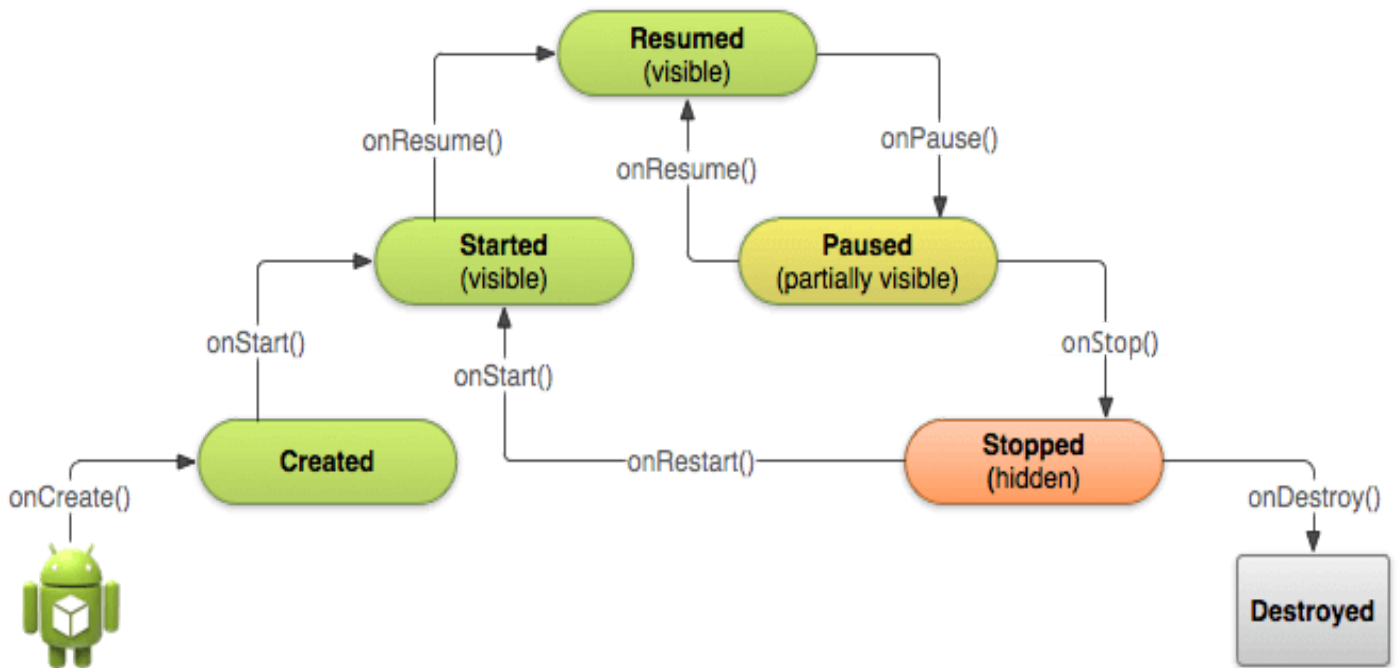 Resumed
(visible)
onResume()
onResume()
onPause()
Started
(visible)
Paused
(partially visible)
onStart()
onStart()
onStop()
Created
onRestart()
Stopped
(hidden)
onCreate()
onDestroy()
Destroyed